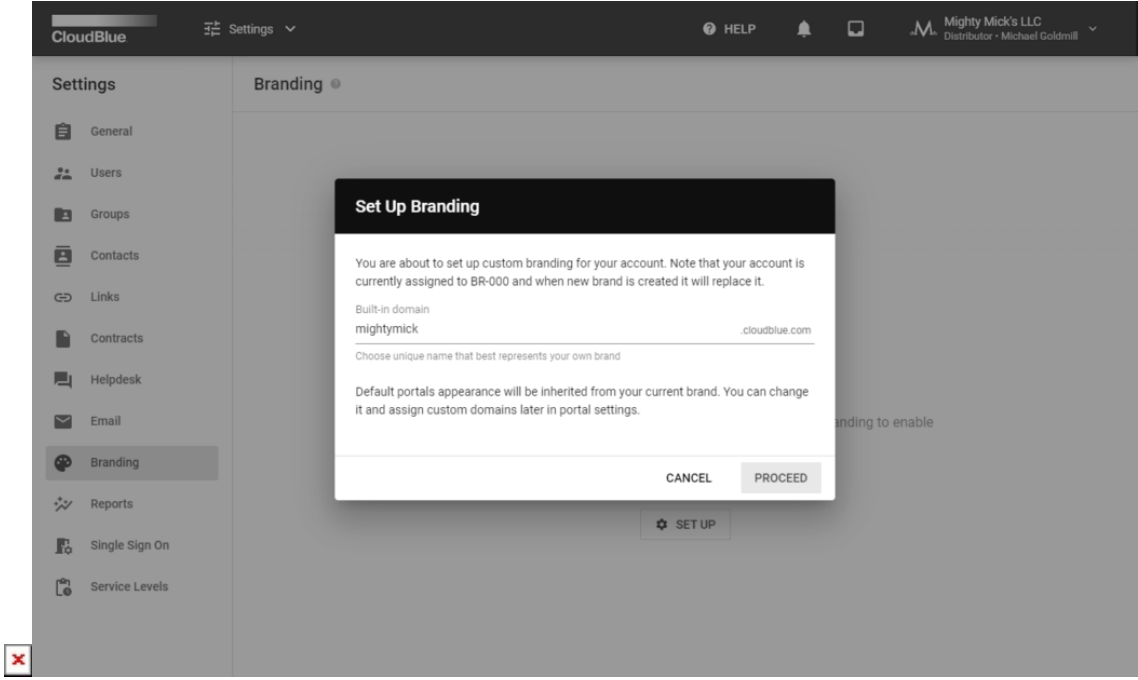 CloudBlue
Settings
HELP
Mighty Mick's LLC
Distributor • Michael Goldmill
Settings
Branding
General
Users
Groups
Contacts
Links
Contracts
Helpdesk
Email
Branding
Reports
Single Sign On
Service Levels
Set Up Branding
You are about to set up custom branding for your account. Note that your account is
currently assigned to BR-000 and when new brand is created it will replace it.
Built-in domain
mightymick .cloudblue.com
Choose unique name that best represents your own brand
Default portals appearance will be inherited from your current brand. You can change
it and assign custom domains later in portal settings.
anding to enable
CANCEL PROCEED
SET UP